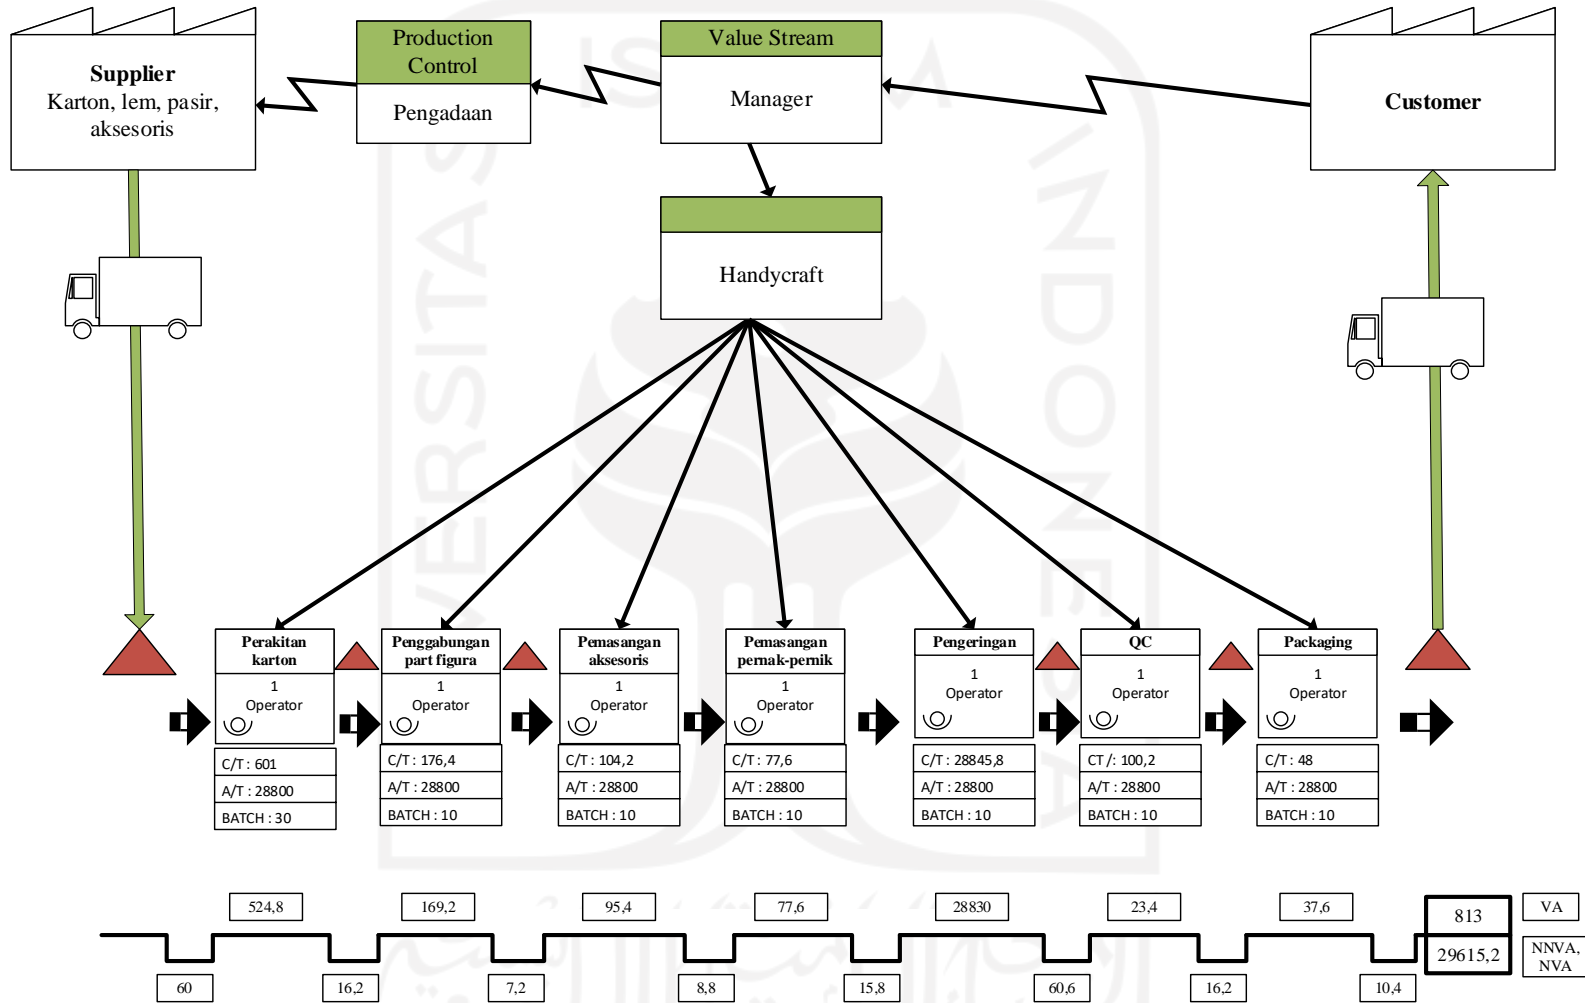 Supplier
Karton, lem, pasir,
aksesoris
Production
Control
Pengadaan
Value Stream
Manager
Customer
Handycraft
Perakitan
karton
1
Operator
C/T : 601
A/T : 28800
BATCH : 30
Penggabungan
part figura
1
Operator
C/T : 176,4
A/T : 28800
BATCH : 10
Pemasangan
aksesoris
1
Operator
C/T : 104,2
A/T : 28800
BATCH : 10
Pemasangan
pernak-pernik
1
Operator
C/T : 77,6
A/T : 28800
BATCH : 10
Pengeringan
1
Operator
C/T : 28845,8
A/T : 28800
BATCH : 10
QC
1
Operator
CT /: 100,2
A/T : 28800
BATCH : 10
Packaging
1
Operator
C/T : 48
A/T : 28800
BATCH : 10
524,8
169,2
95,4
77,6
28830
23,4
37,6
813
VA
60
16,2
7,2
8,8
15,8
60,6
16,2
10,4
29615,2
NNVA,
NVA